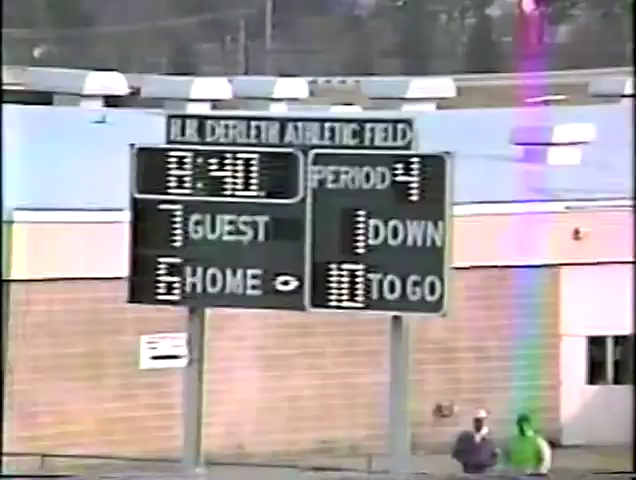 H.H. DERLETH ATHLETIC FIELD
8:40 PERIOD 4
7 GUEST 1 DOWN
6 HOME 10 TO GO